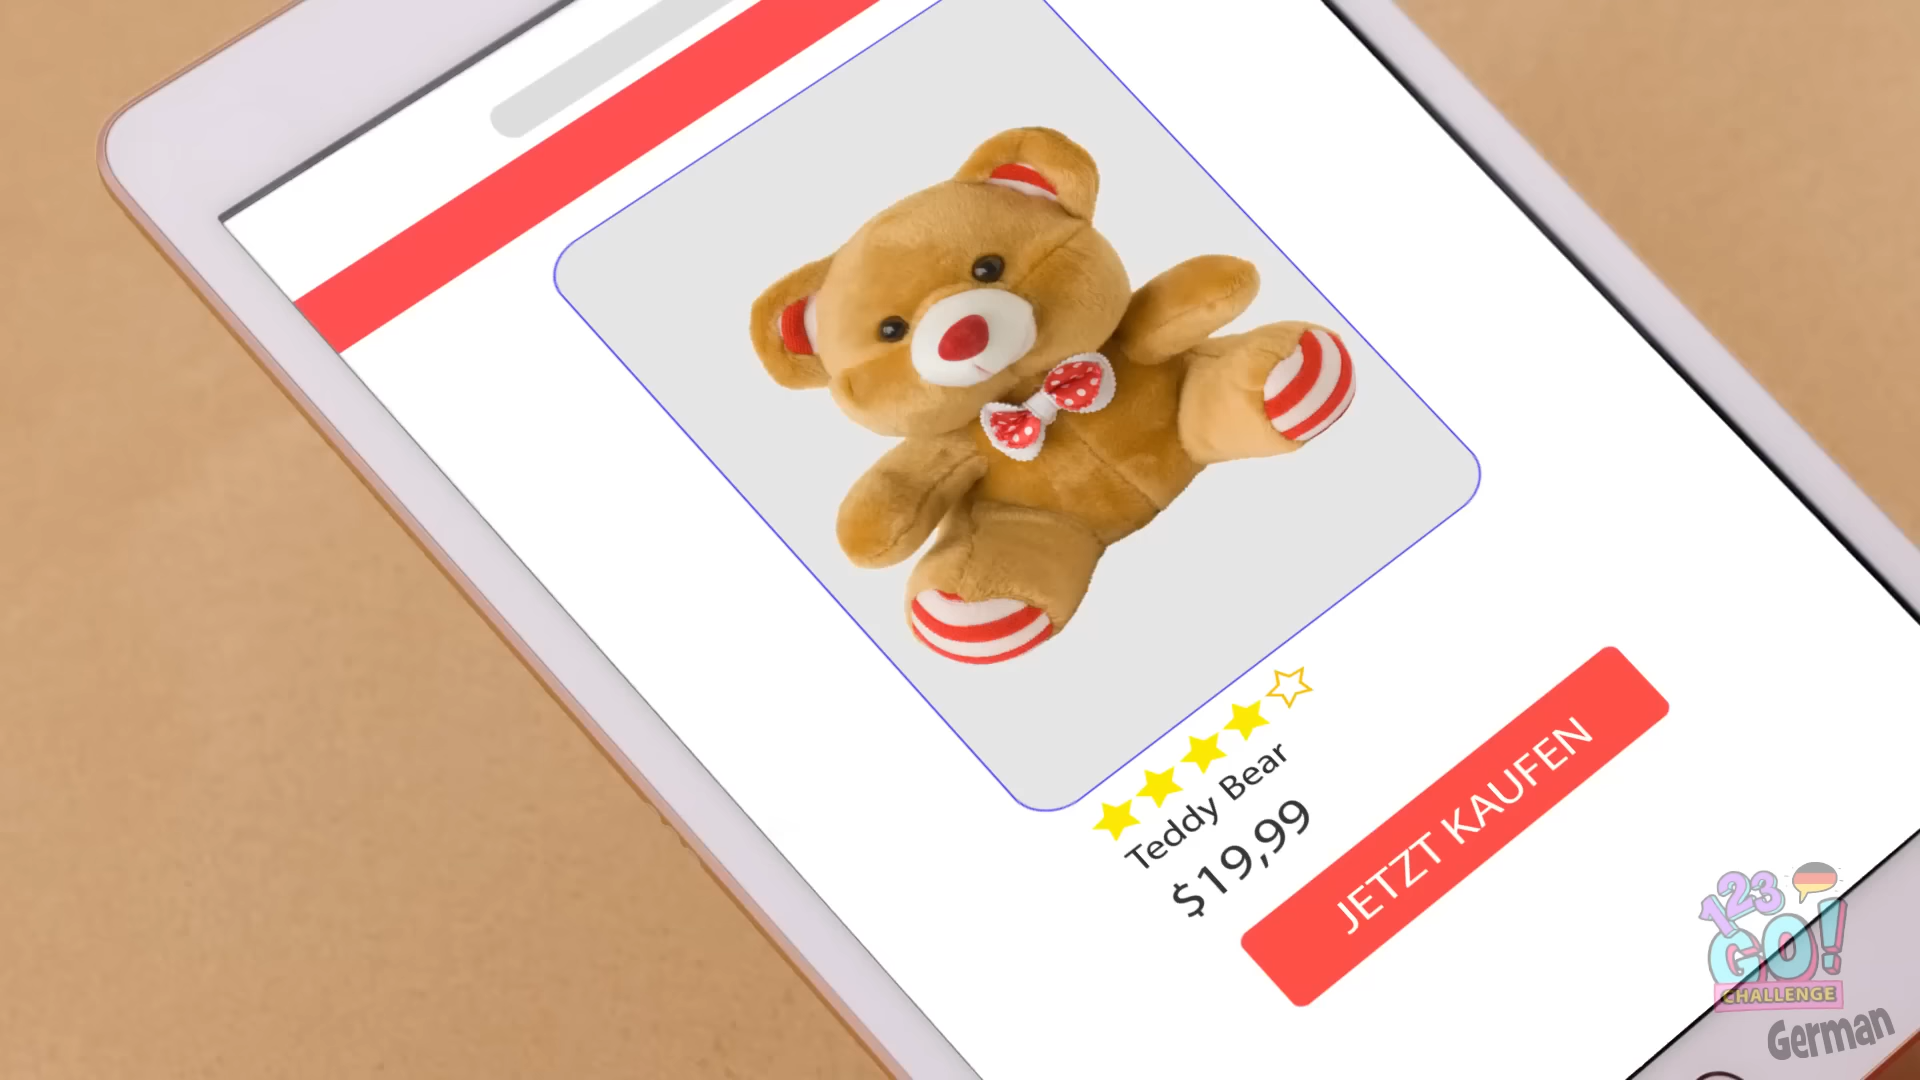 Teddy Bear
$19,99
JETZT KAUFEN
123
GO!
CHALLENGE
German